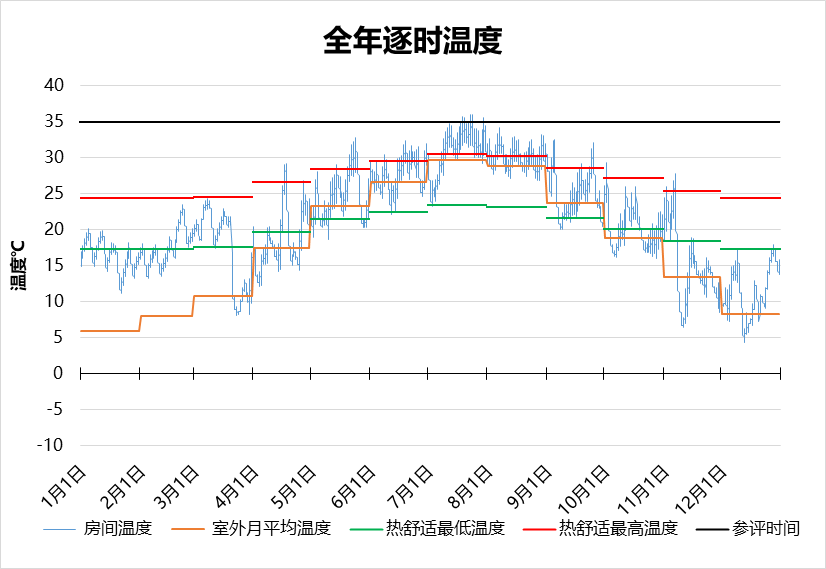 全年逐时温度
40
35
30
25
20
15
10
5
0
-5
-10
温度℃
1月1日
2月1日
3月1日
4月1日
5月1日
6月1日
7月1日
8月1日
9月1日
10月1日
11月1日
12月1日
房间温度 室外月平均温度 热舒适最低温度 热舒适最高温度 参评时间